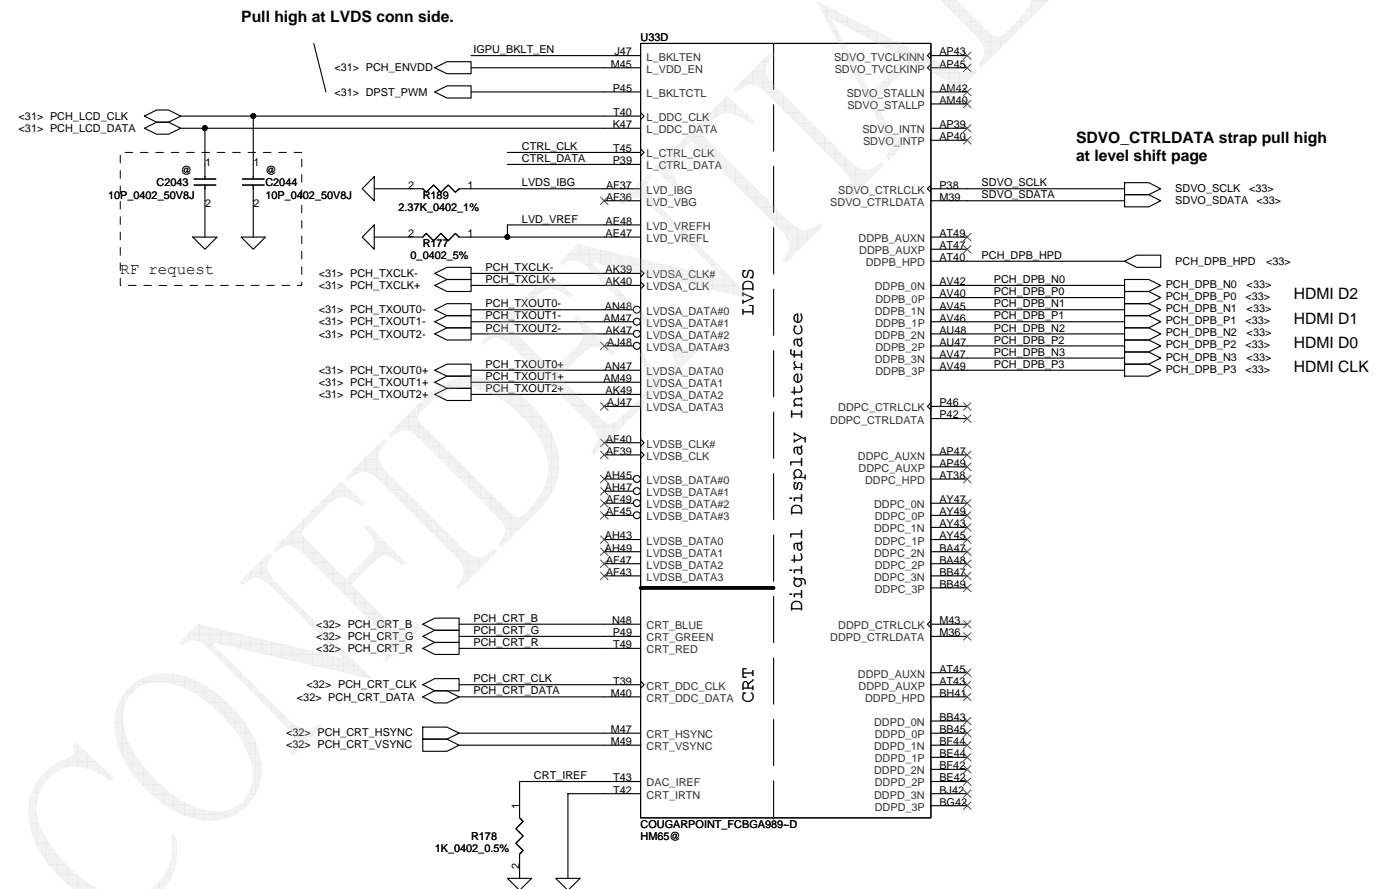 Pull high at LVDS conn side.
U33D
IGPU_BKLT_EN J47 L_BKLTEN
<31> PCH_ENVDD M45 L_VDD_EN
<31> DPST_PWM P45 L_BKLTCTL
<31> PCH_LCD_CLK T40 L_DDC_CLK
<31> PCH_LCD_DATA K47 L_DDC_DATA
CTRL_CLK T45 L_CTRL_CLK
CTRL_DATA P39 L_CTRL_DATA
@ 1 @ 1
C2043 C2044
10P_0402_50V8J 10P_0402_50V8J
2 2
RF request
2 1 LVDS_IBG AF37 LVD_IBG
R189
2.37K_0402_1%
AF36 LVD_VBG
LVD_VREF AE48 LVD_VREFH
2 1 AE47 LVD_VREFL
R177
0_0402_5%
<31> PCH_TXCLK- PCH_TXCLK- AK39 LVDSA_CLK#
<31> PCH_TXCLK+ PCH_TXCLK+ AK40 LVDSA_CLK
<31> PCH_TXOUT0- PCH_TXOUT0- AN48 LVDSA_DATA#0
<31> PCH_TXOUT1- PCH_TXOUT1- AM47 LVDSA_DATA#1
<31> PCH_TXOUT2- PCH_TXOUT2- AK47 LVDSA_DATA#2
AJ48 LVDSA_DATA#3
<31> PCH_TXOUT0+ PCH_TXOUT0+ AN47 LVDSA_DATA0
<31> PCH_TXOUT1+ PCH_TXOUT1+ AM49 LVDSA_DATA1
<31> PCH_TXOUT2+ PCH_TXOUT2+ AK49 LVDSA_DATA2
AJ47 LVDSA_DATA3
AF40 LVDSB_CLK#
AF39 LVDSB_CLK
AH45 LVDSB_DATA#0
AH47 LVDSB_DATA#1
AF49 LVDSB_DATA#2
AF45 LVDSB_DATA#3
AH43 LVDSB_DATA0
AH49 LVDSB_DATA1
AF47 LVDSB_DATA2
AF43 LVDSB_DATA3
LVDS
<32> PCH_CRT_B PCH_CRT_B N48 CRT_BLUE
<32> PCH_CRT_G PCH_CRT_G P49 CRT_GREEN
<32> PCH_CRT_R PCH_CRT_R T49 CRT_RED
<32> PCH_CRT_CLK PCH_CRT_CLK T39 CRT_DDC_CLK
<32> PCH_CRT_DATA PCH_CRT_DATA M40 CRT_DDC_DATA
<32> PCH_CRT_HSYNC M47 CRT_HSYNC
<32> PCH_CRT_VSYNC M49 CRT_VSYNC
CRT_IREF T43 DAC_IREF
T42 CRT_IRTN
CRT
1
R178
1K_0402_0.5%
2
Digital Display Interface
SDVO_TVCLKINN AP43
SDVO_TVCLKINP AP45
SDVO_STALLN AM42
SDVO_STALLP AM40
SDVO_INTN AP39
SDVO_INTP AP40
SDVO_CTRLDATA strap pull high
at level shift page
SDVO_CTRLCLK P38 SDVO_SCLK SDVO_SCLK <33>
SDVO_CTRLDATA M39 SDVO_SDATA SDVO_SDATA <33>
DDPB_AUXN AT49
DDPB_AUXP AT47
DDPB_HPD AT40 PCH_DPB_HPD PCH_DPB_HPD <33>
DDPB_0N AV42 PCH_DPB_N0 PCH_DPB_N0 <33>
DDPB_0P AV40 PCH_DPB_P0 PCH_DPB_P0 <33> HDMI D2
DDPB_1N AV45 PCH_DPB_N1 PCH_DPB_N1 <33>
DDPB_1P AV46 PCH_DPB_P1 PCH_DPB_P1 <33> HDMI D1
DDPB_2N AU48 PCH_DPB_N2 PCH_DPB_N2 <33>
DDPB_2P AU47 PCH_DPB_P2 PCH_DPB_P2 <33> HDMI D0
DDPB_3N AV47 PCH_DPB_N3 PCH_DPB_N3 <33>
DDPB_3P AV49 PCH_DPB_P3 PCH_DPB_P3 <33> HDMI CLK
DDPC_CTRLCLK P46
DDPC_CTRLDATA P42
DDPC_AUXN AP47
DDPC_AUXP AP49
DDPC_HPD AT38
DDPC_0N AY47
DDPC_0P AY49
DDPC_1N AY43
DDPC_1P AY45
DDPC_2N BA47
DDPC_2P BA48
DDPC_3N BB47
DDPC_3P BB49
DDPD_CTRLCLK M43
DDPD_CTRLDATA M36
DDPD_AUXN AT45
DDPD_AUXP AT43
DDPD_HPD BH41
DDPD_0N BB43
DDPD_0P BB45
DDPD_1N BF44
DDPD_1P BE44
DDPD_2N BF42
DDPD_2P BE42
DDPD_3N BJ42
DDPD_3P BG42
COUGARPOINT_FCBGA989~D
HM65@
CONFIDENTIAL